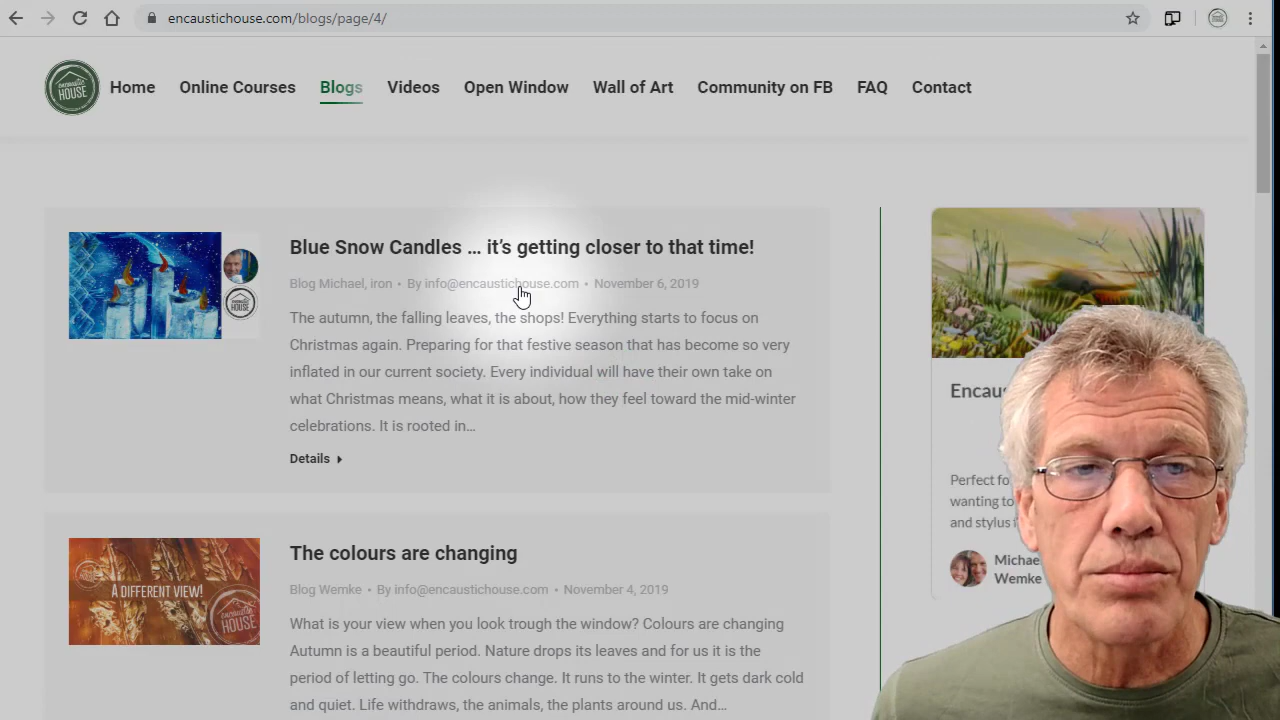 encaustichouse.com/blogs/page/4/
encaustic
HOUSE
Home Online Courses Blogs Videos Open Window Wall of Art Community on FB FAQ Contact
Blue Snow Candles ... it's getting closer to that time!
Blog Michael, iron • By info@encaustichouse.com • November 6, 2019
The autumn, the falling leaves, the shops! Everything starts to focus on
Christmas again. Preparing for that festive season that has become so very
inflated in our current society. Every individual will have their own take on
what Christmas means, what it is about, how they feel toward the mid-winter
celebrations. It is rooted in...
Details
The colours are changing
Blog Wemke • By info@encaustichouse.com • November 4, 2019
What is your view when you look trough the window? Colours are changing
Autumn is a beautiful period. Nature drops its leaves and for us it is the
period of letting go. The colours change. It runs to the winter. It gets dark cold
and quiet. Life withdraws, the animals, the plants around us. And...
A DIFFERENT VIEW!
encaustic
HOUSE
Encaus
Perfect fo
wanting to
and stylus
Michae
Wemke